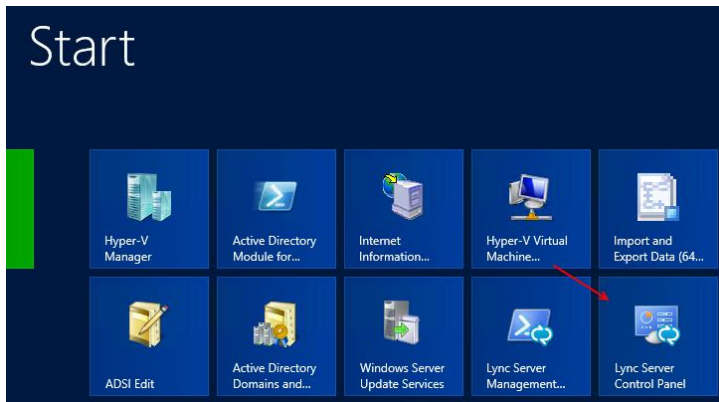 Start
Hyper-V
Manager
Active Directory
Module for...
Internet
Information...
Hyper-V Virtual
Machine...
Import and
Export Data (64...
ADSI Edit
Active Directory
Domains and...
Windows Server
Update Services
Lync Server
Management...
Lync Server
Control Panel